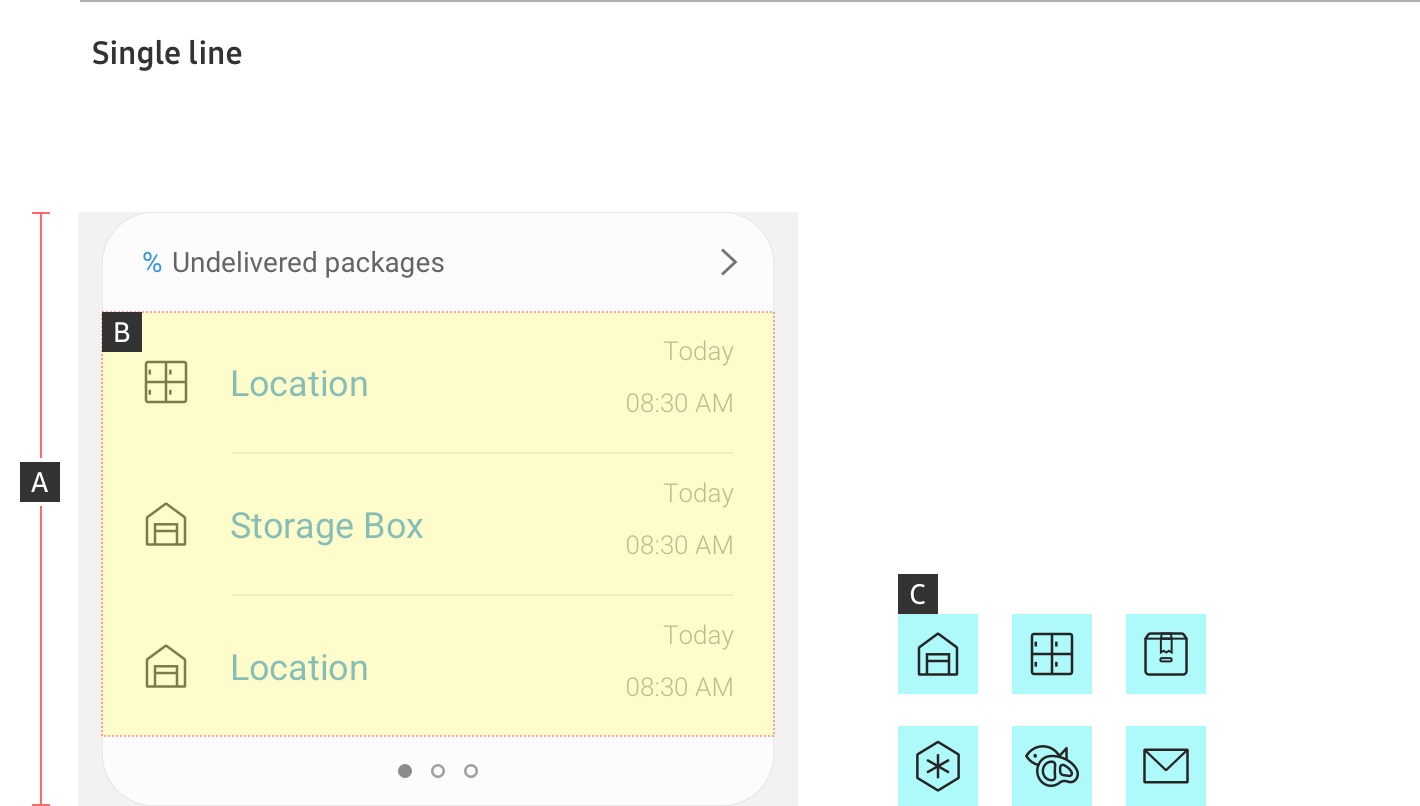 Single line
% Undelivered packages
B
Today
Location
08:30 AM
A
Today
Storage Box
08:30 AM
C
Today
Location
08:30 AM